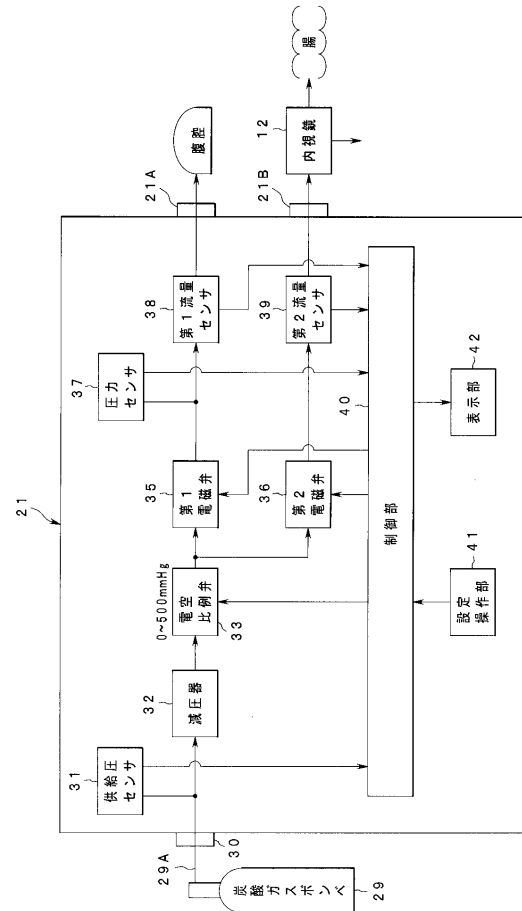 21
炭酸ガスボンベ
29
29A
30
31
供給圧
センサ
32
減圧器
0~500mmHg
電空
比例弁
33
35
第1
電磁弁
36
第2
電磁弁
37
圧力
センサ
38
第1流量
センサ
39
第2流量
センサ
21A
腹腔
21B
12
内視鏡
腸
40
制御部
41
設定
操作部
42
表示部